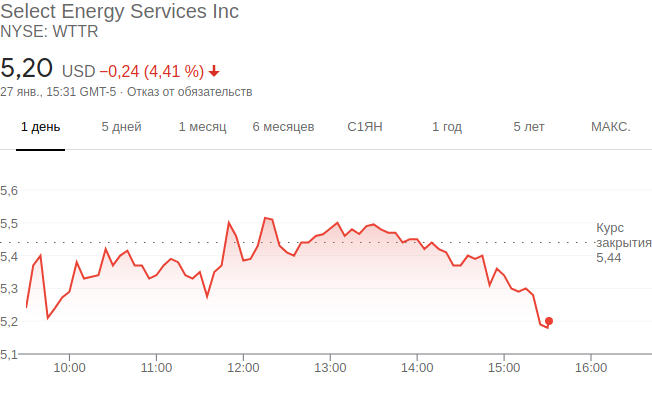 Select Energy Services Inc
NYSE: WTTR
5,20 USD −0,24 (4,41 %)
27 янв., 15:31 GMT-5 · Отказ от обязательств
1 день 5 дней 1 месяц 6 месяцев С1ЯН 1 год 5 лет МАКС.
5,6
5,5
Курс
закрытия
5,44
5,4
5,3
5,2
5,1
10:00 11:00 12:00 13:00 14:00 15:00 16:00